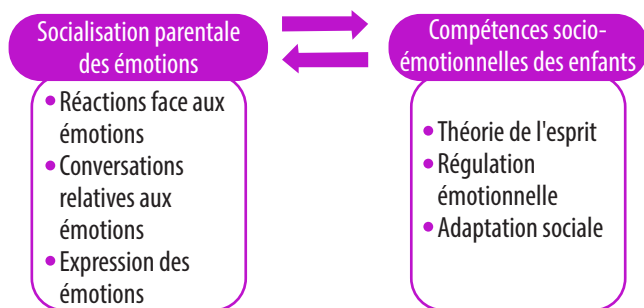 Socialisation parentale
des émotions
• Réactions face aux
émotions
• Conversations
relatives aux
émotions
• Expression des
émotions
Compétences socio-
émotionnelles des enfants
• Théorie de l'esprit
• Régulation
émotionnelle
• Adaptation sociale